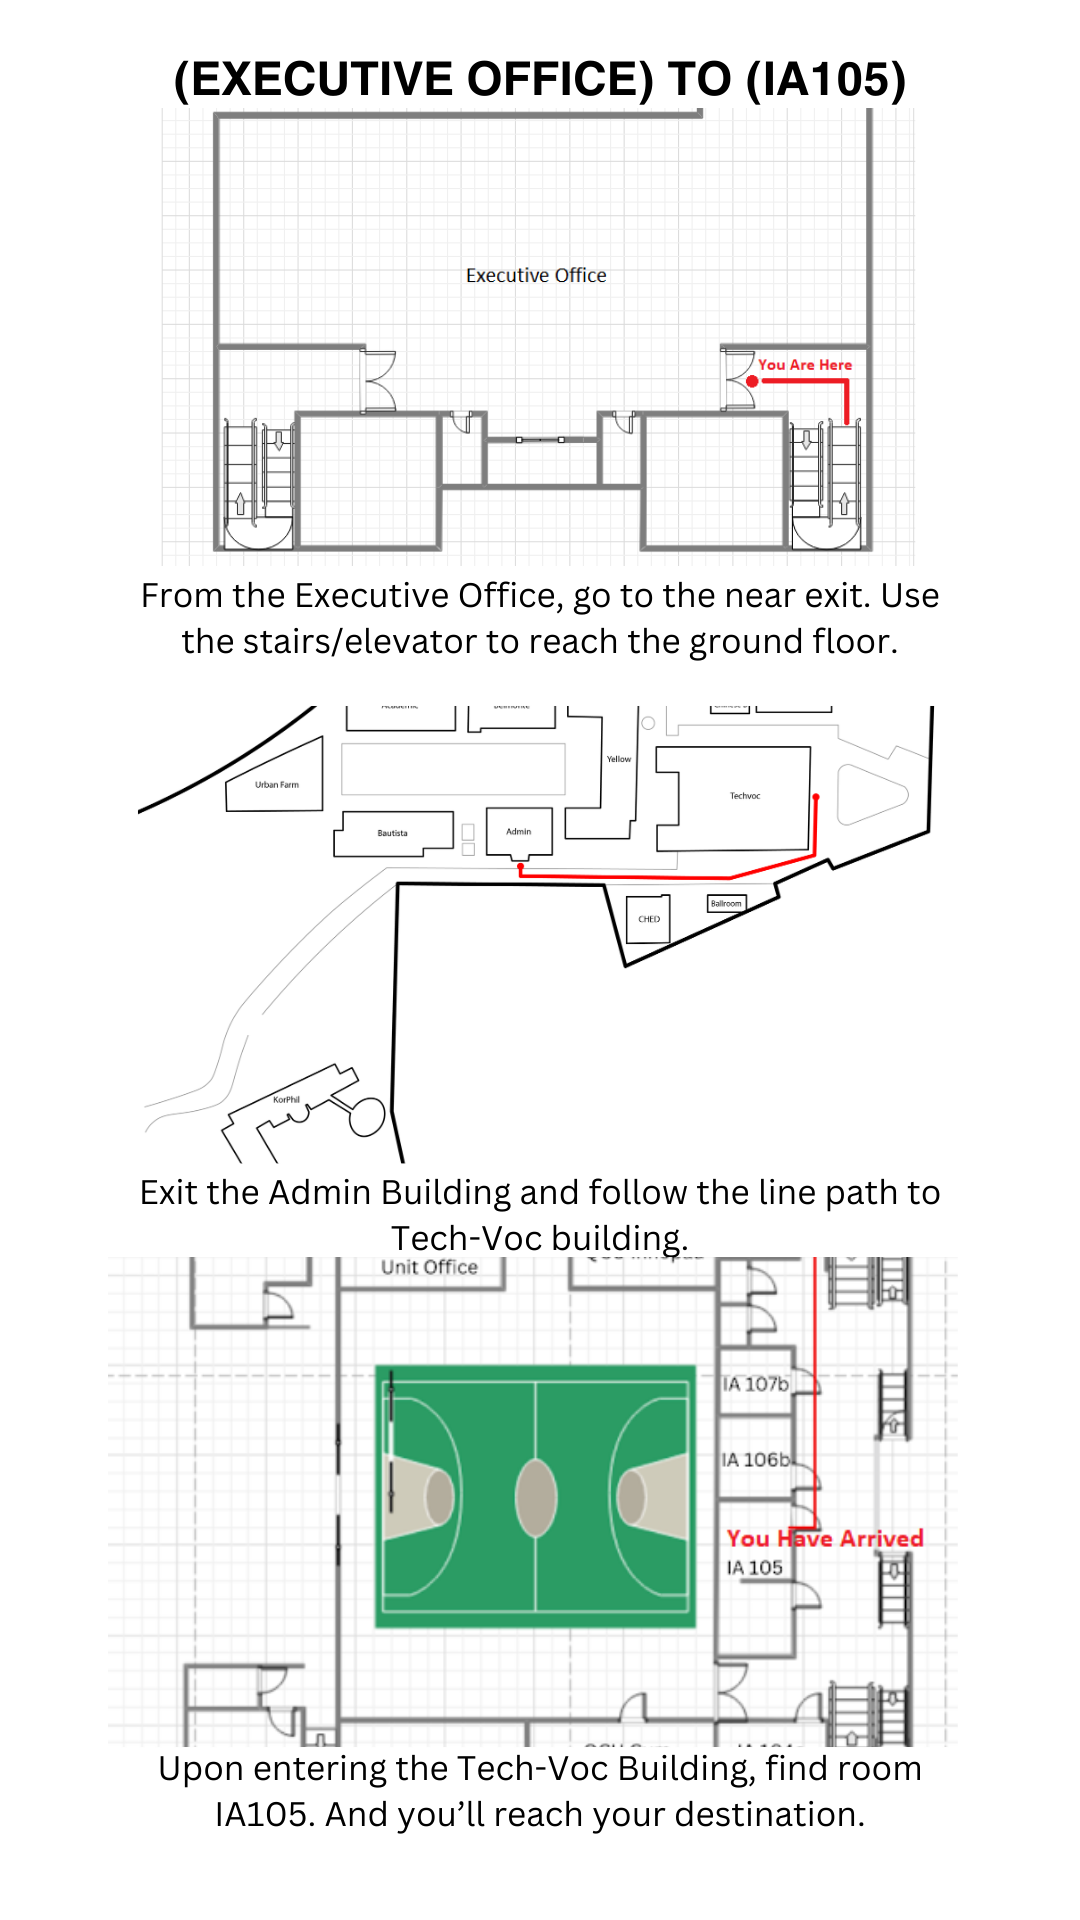 (EXECUTIVE OFFICE) TO (IA105)
Executive Office
You Are Here
From the Executive Office, go to the near exit. Use
the stairs/elevator to reach the ground floor.
Academic
Belmonte
Yellow
Urban Farm
Techvoc
Bautista
Admin
CHED
Ballroom
KorPhil
Exit the Admin Building and follow the line path to
Tech-Voc building.
Unit Office
IA 107b
IA 106b
You Have Arrived
IA 105
Upon entering the Tech-Voc Building, find room
IA105. And you’ll reach your destination.